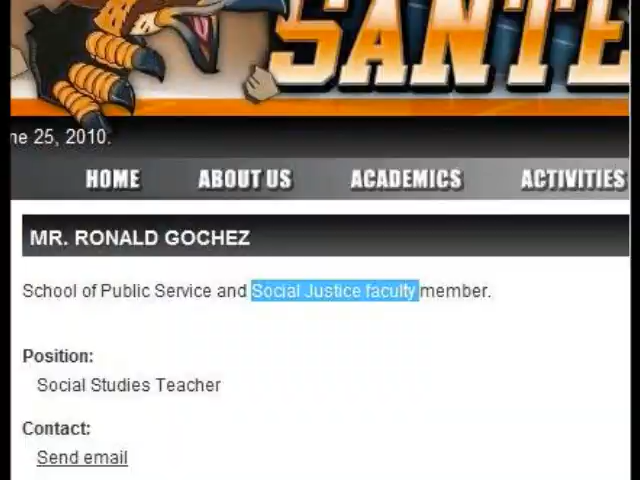 SANTE
ne 25, 2010.
HOME ABOUT US ACADEMICS ACTIVITIES
MR. RONALD GOCHEZ
School of Public Service and Social Justice faculty member.
Position:
Social Studies Teacher
Contact:
Send email